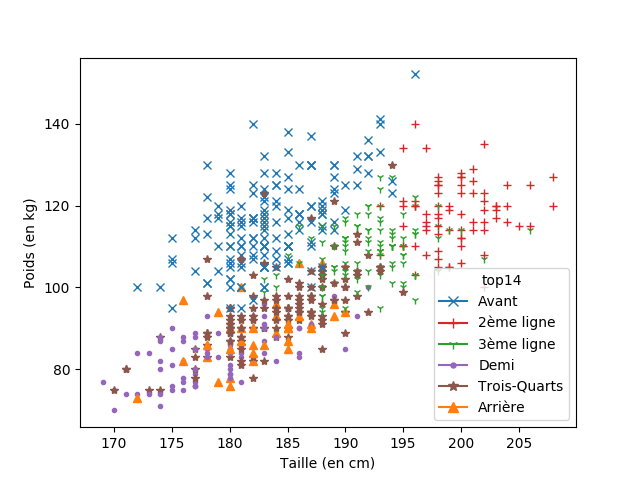 140
120
100
80
Poids (en kg)
170 175 180 185 190 195 200 205
Taille (en cm)
top14
Avant
2ème ligne
3ème ligne
Demi
Trois-Quarts
Arrière